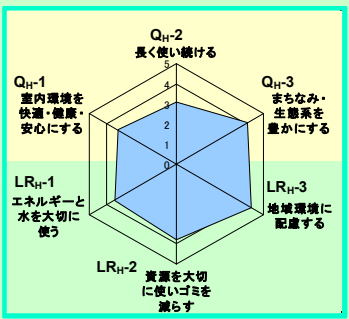 QH-2
長く使い続ける
QH-1
室内環境を
快適・健康・
安心にする
QH-3
まちなみ・
生態系を
豊かにする
5
4
3
2
1
0
LRH-1
エネルギーと
水を大切に
使う
LRH-3
地域環境に
配慮する
LRH-2
資源を大切
に使いゴミを
減らす